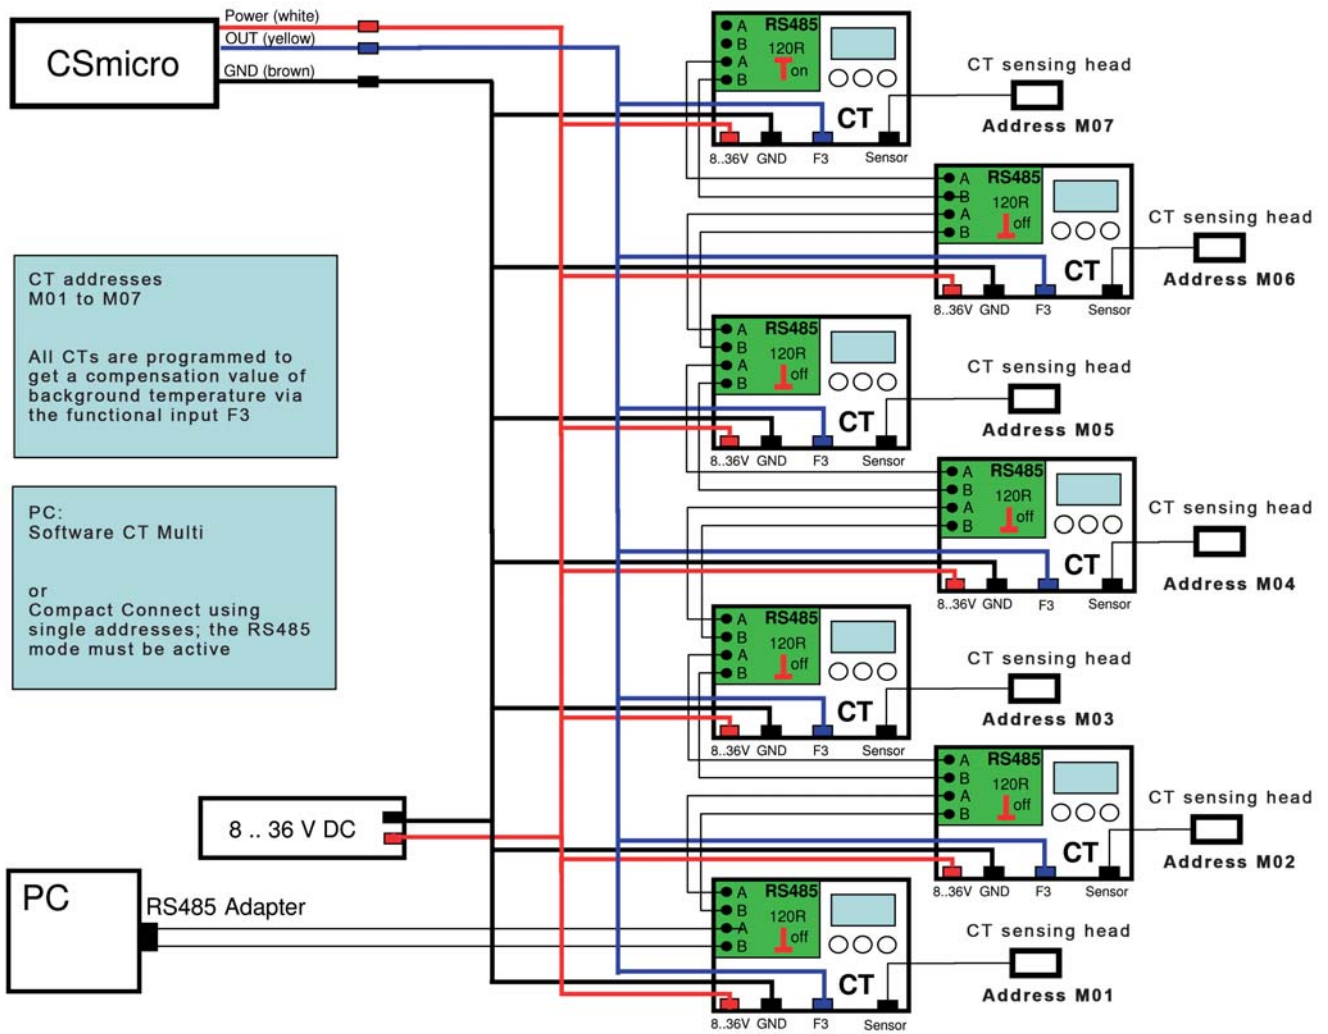 CSmicro
Power (white)
OUT (yellow)
GND (brown)
A
B
A
B
RS485
120R
on
CT
8..36V
GND
F3
Sensor
CT sensing head
Address M07
A
B
A
B
RS485
120R
off
CT
8..36V
GND
F3
Sensor
CT sensing head
Address M06
CT addresses
M01 to M07
All CTs are programmed to
get a compensation value of
background temperature via
the functional input F3
A
B
A
B
RS485
120R
off
CT
8..36V
GND
F3
Sensor
CT sensing head
Address M05
PC:
Software CT Multi
or
Compact Connect using
single addresses; the RS485
mode must be active
A
B
A
B
RS485
120R
off
CT
8..36V
GND
F3
Sensor
CT sensing head
Address M04
A
B
A
B
RS485
120R
off
CT
8..36V
GND
F3
Sensor
CT sensing head
Address M03
A
B
A
B
RS485
120R
off
CT
8..36V
GND
F3
Sensor
CT sensing head
Address M02
8 .. 36 V DC
PC
RS485 Adapter
A
B
A
B
RS485
120R
off
CT
8..36V
GND
F3
Sensor
CT sensing head
Address M01